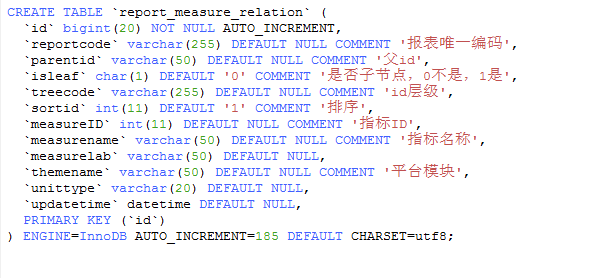 CREATE TABLE `report_measure_relation` (
  `id` bigint(20) NOT NULL AUTO_INCREMENT,
  `reportcode` varchar(255) DEFAULT NULL COMMENT '报表唯一编码',
  `parentid` varchar(50) DEFAULT NULL COMMENT '父id',
  `isleaf` char(1) DEFAULT '0' COMMENT '是否子节点，0不是，1是',
  `treecode` varchar(255) DEFAULT NULL COMMENT 'id层级',
  `sortid` int(11) DEFAULT '1' COMMENT '排序',
  `measureID` int(11) DEFAULT NULL COMMENT '指标ID',
  `measurename` varchar(50) DEFAULT NULL COMMENT '指标名称',
  `measurelab` varchar(50) DEFAULT NULL,
  `themename` varchar(50) DEFAULT NULL COMMENT '平台模块',
  `unittype` varchar(20) DEFAULT NULL,
  `updatetime` datetime DEFAULT NULL,
  PRIMARY KEY (`id`)
) ENGINE=InnoDB AUTO_INCREMENT=185 DEFAULT CHARSET=utf8;